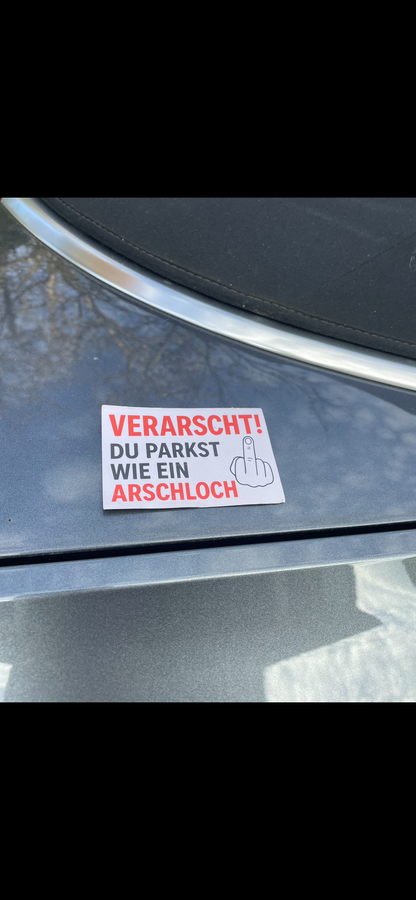 VERARSCHT!
DU PARKST
WIE EIN
ARSCHLOCH